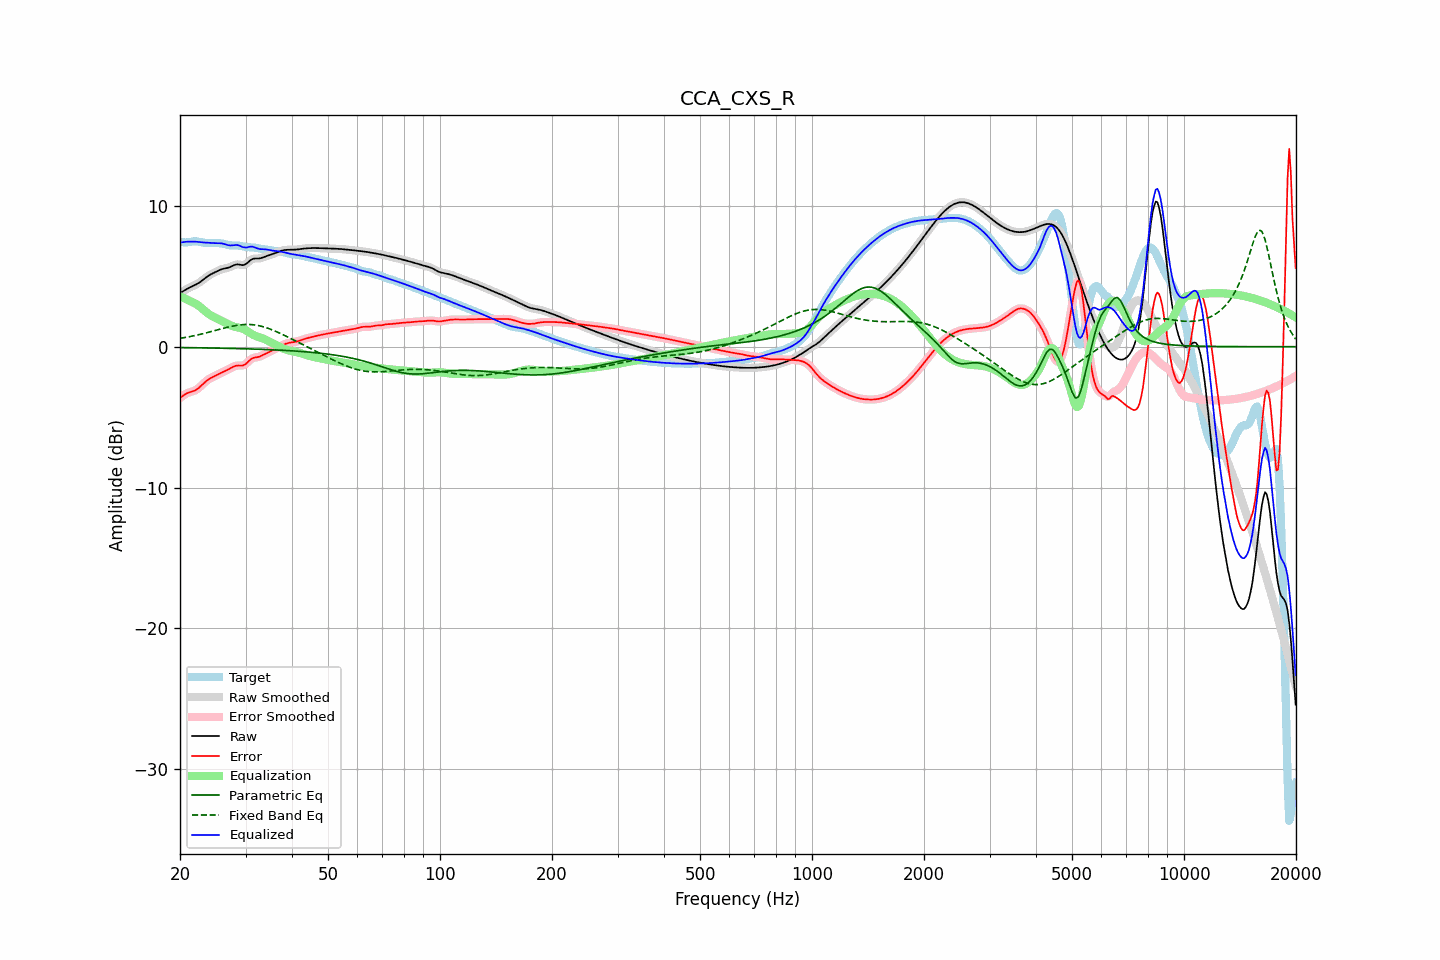 CCA_CXS_R
10
0
−10
−20
−30
Amplitude (dBr)
Target
Raw Smoothed
Error Smoothed
Raw
Error
Equalization
Parametric Eq
Fixed Band Eq
Equalized
20 50 100 200 500 1000 2000 5000 10000 20000
Frequency (Hz)